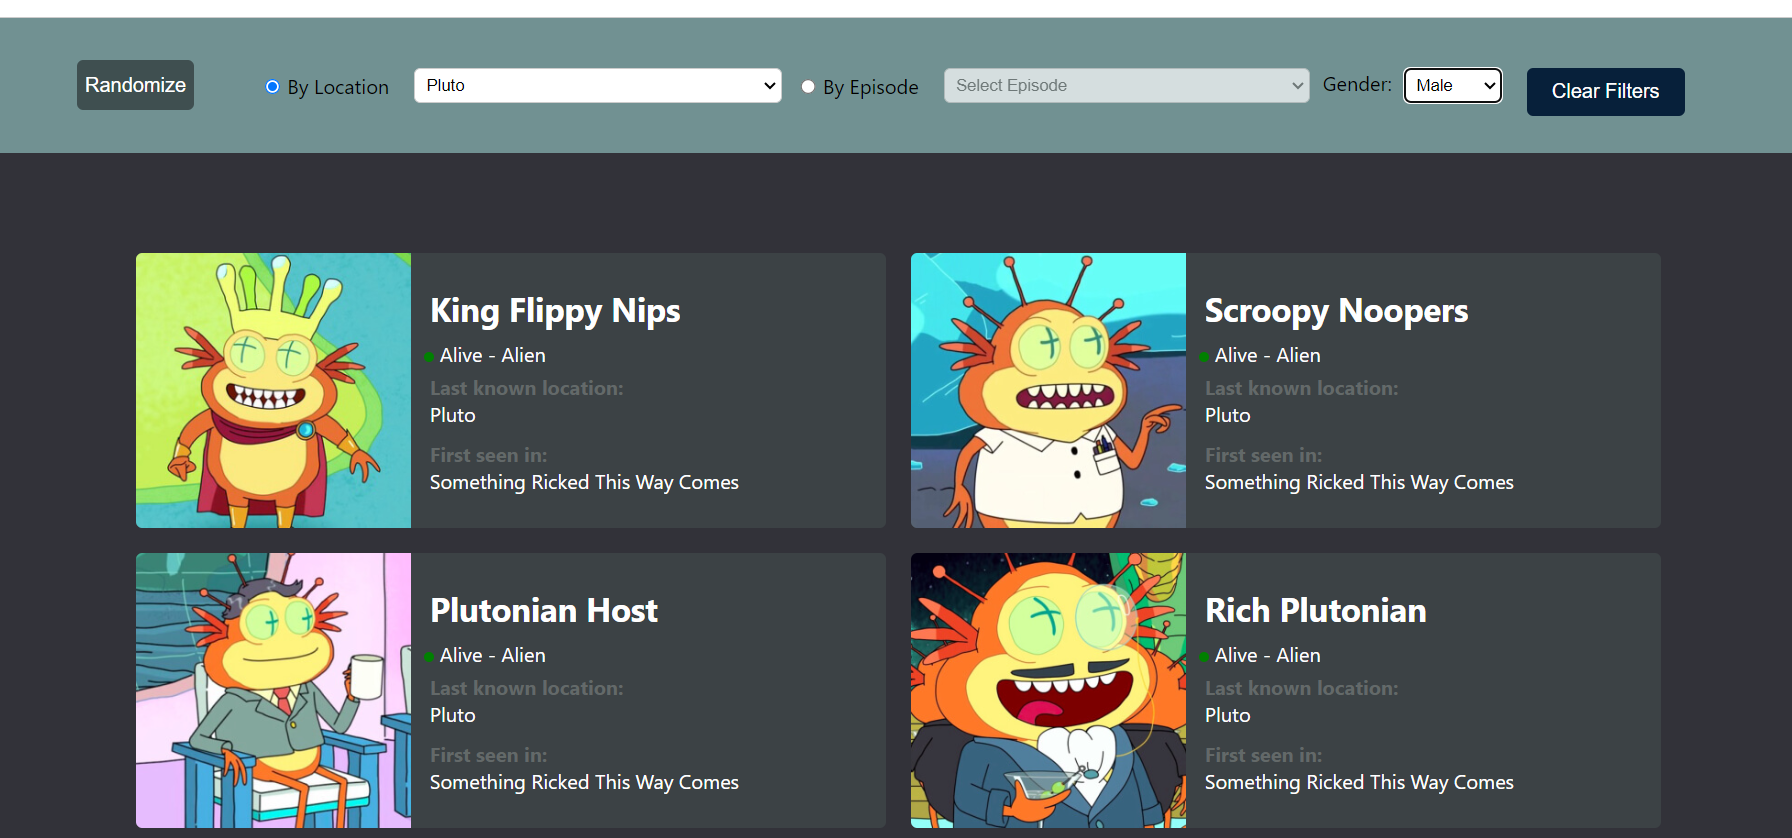 Randomize By Location Pluto By Episode Select Episode Gender: Male Clear Filters
King Flippy Nips
Alive - Alien
Last known location:
Pluto
First seen in:
Something Ricked This Way Comes
Scroopy Noopers
Alive - Alien
Last known location:
Pluto
First seen in:
Something Ricked This Way Comes
Plutonian Host
Alive - Alien
Last known location:
Pluto
First seen in:
Something Ricked This Way Comes
Rich Plutonian
Alive - Alien
Last known location:
Pluto
First seen in:
Something Ricked This Way Comes